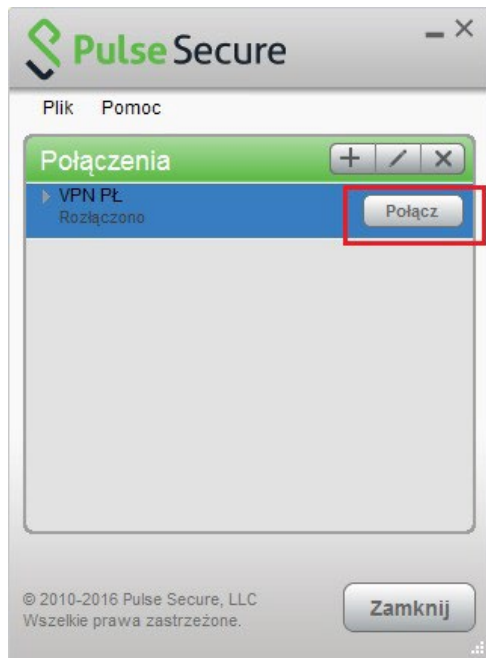 Pulse Secure
Plik Pomoc
Połączenia
VPN PŁ
Rozłączono
Połącz
© 2010-2016 Pulse Secure, LLC
Wszelkie prawa zastrzeżone.
Zamknij